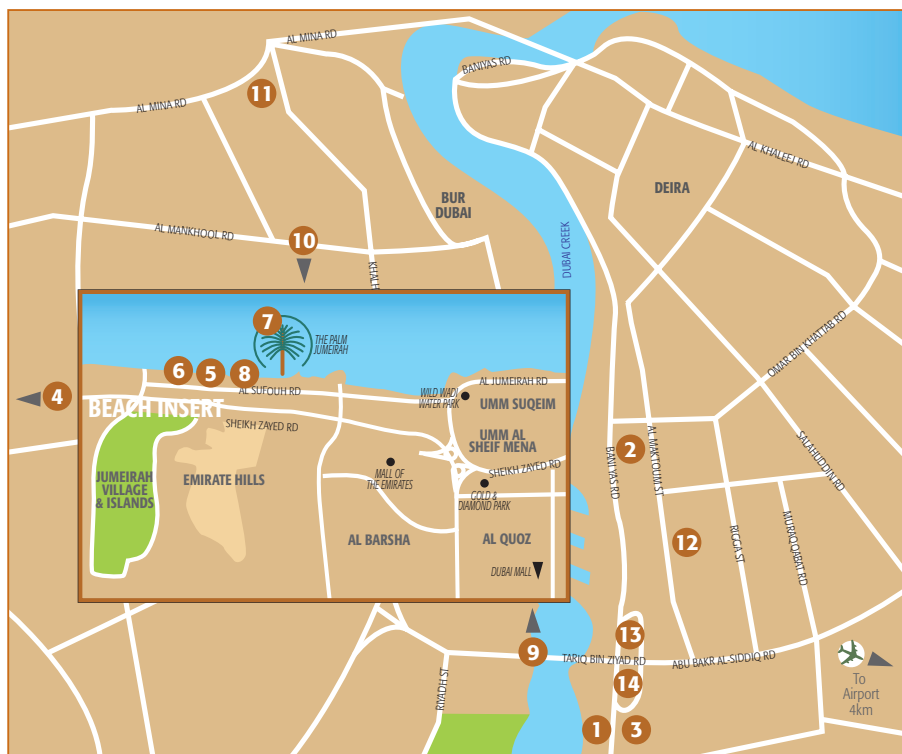 AL MINA RD
BANIYAS RD
11
AL MINA RD
AL KHALEEJ RD
DEIRA
BUR
DUBAI
AL MANKHOOL RD
10
DUBAI CREEK
KHALI
7
THE PALM
JUMEIRAH
OMAR BIN KHATTAB RD
6
5
8
AL SUFOUH RD
AL JUMEIRAH RD
4
WILD WADI
WATER PARK
UMM SUQEIM
BEACH INSERT
SHEIKH ZAYED RD
UMM AL
SHEIF MENA
2
BANIYAS RD
AL MAKTOUM ST
SALAHUDDIN RD
JUMEIRAH
VILLAGE
& ISLANDS
EMIRATE HILLS
MALL OF
THE EMIRATES
SHEIKH ZAYED RD
GOLD &
DIAMOND PARK
AL BARSHA
AL QUOZ
12
RIGGA ST
MURAQQABAT RD
DUBAI MALL
13
9
TARIQ BIN ZIYAD RD
ABU BAKR AL-SIDDIQ RD
RIYADH ST
14
To
Airport
4km
1
3